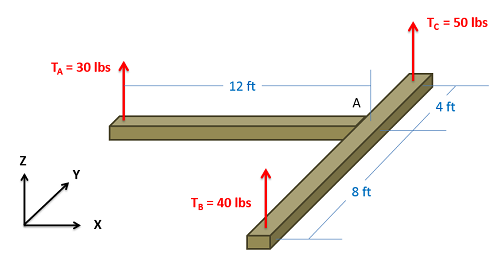 T_C = 50 lbs
T_A = 30 lbs
12 ft
A
4 ft
Z
Y
8 ft
T_B = 40 lbs
X